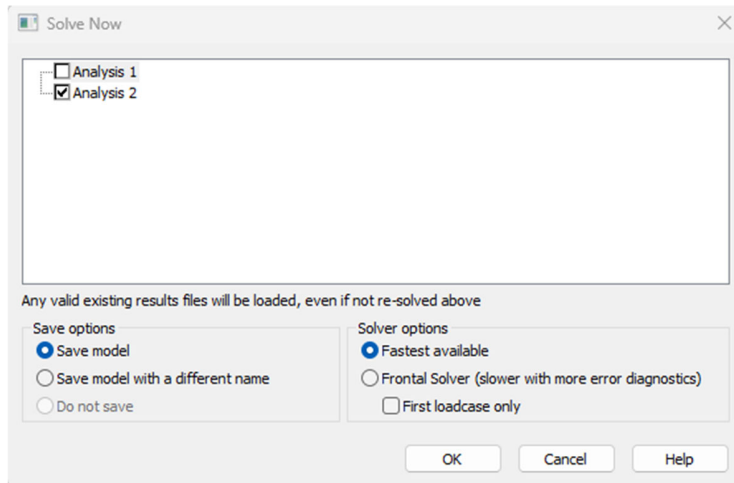 Solve Now
Analysis 1
Analysis 2
Any valid existing results files will be loaded, even if not re-solved above
Save options
Save model
Save model with a different name
Do not save
Solver options
Fastest available
Frontal Solver (slower with more error diagnostics)
First loadcase only
OK
Cancel
Help